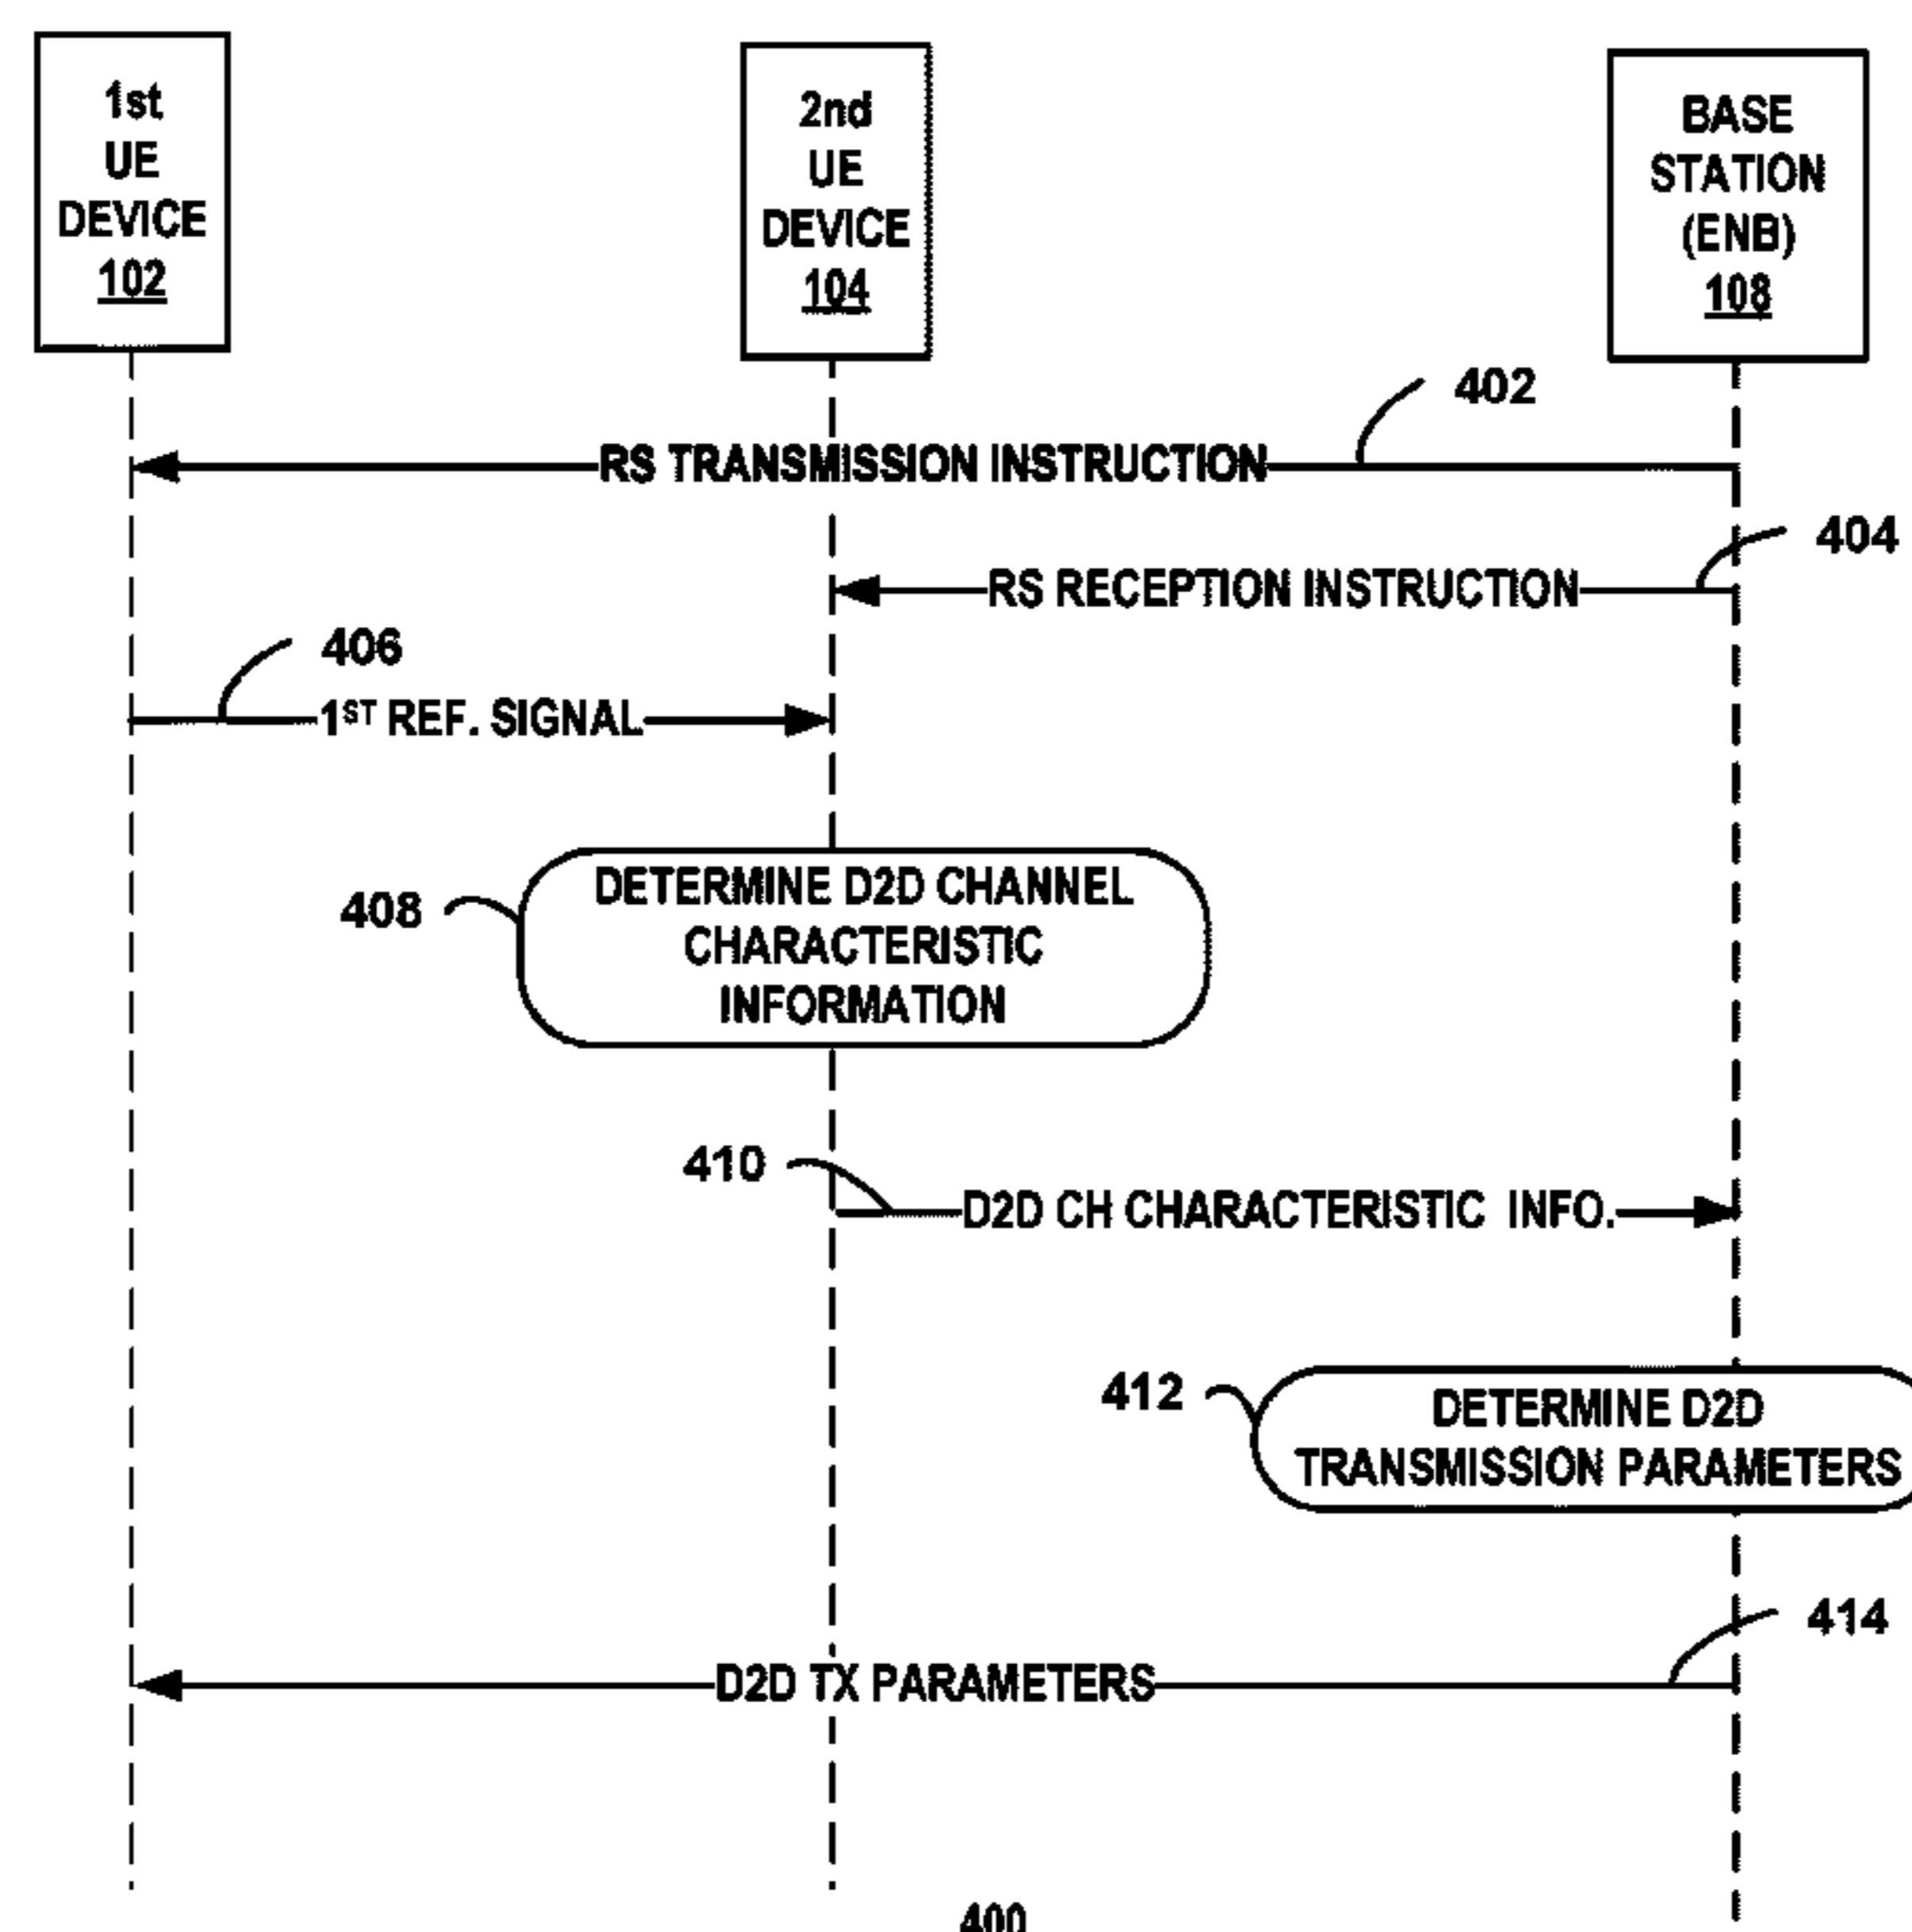 1st
UE
DEVICE
102
2nd
UE
DEVICE
104
BASE
STATION
(ENB)
108
402
RS TRANSMISSION INSTRUCTION
404
RS RECEPTION INSTRUCTION
406
1ST REF. SIGNAL
408
DETERMINE D2D CHANNEL
CHARACTERISTIC
INFORMATION
410
D2D CH CHARACTERISTIC INFO.
412
DETERMINE D2D
TRANSMISSION PARAMETERS
414
D2D TX PARAMETERS
400